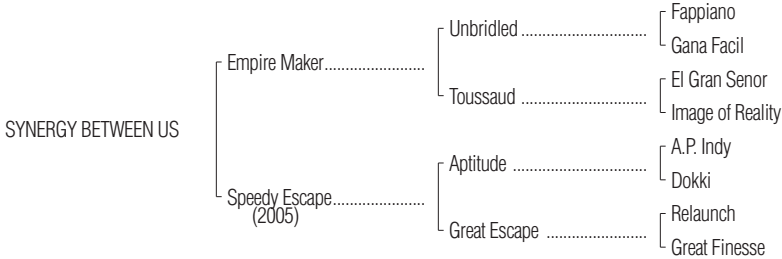 Fappiano
Unbridled ................................
Gana Facil
Empire Maker.........................
El Gran Senor
Toussaud ................................
Image of Reality
SYNERGY BETWEEN US
A.P. Indy
Aptitude ..................................
Dokki
Speedy Escape.......................
(2005)
Relaunch
Great Escape .........................
Great Finesse